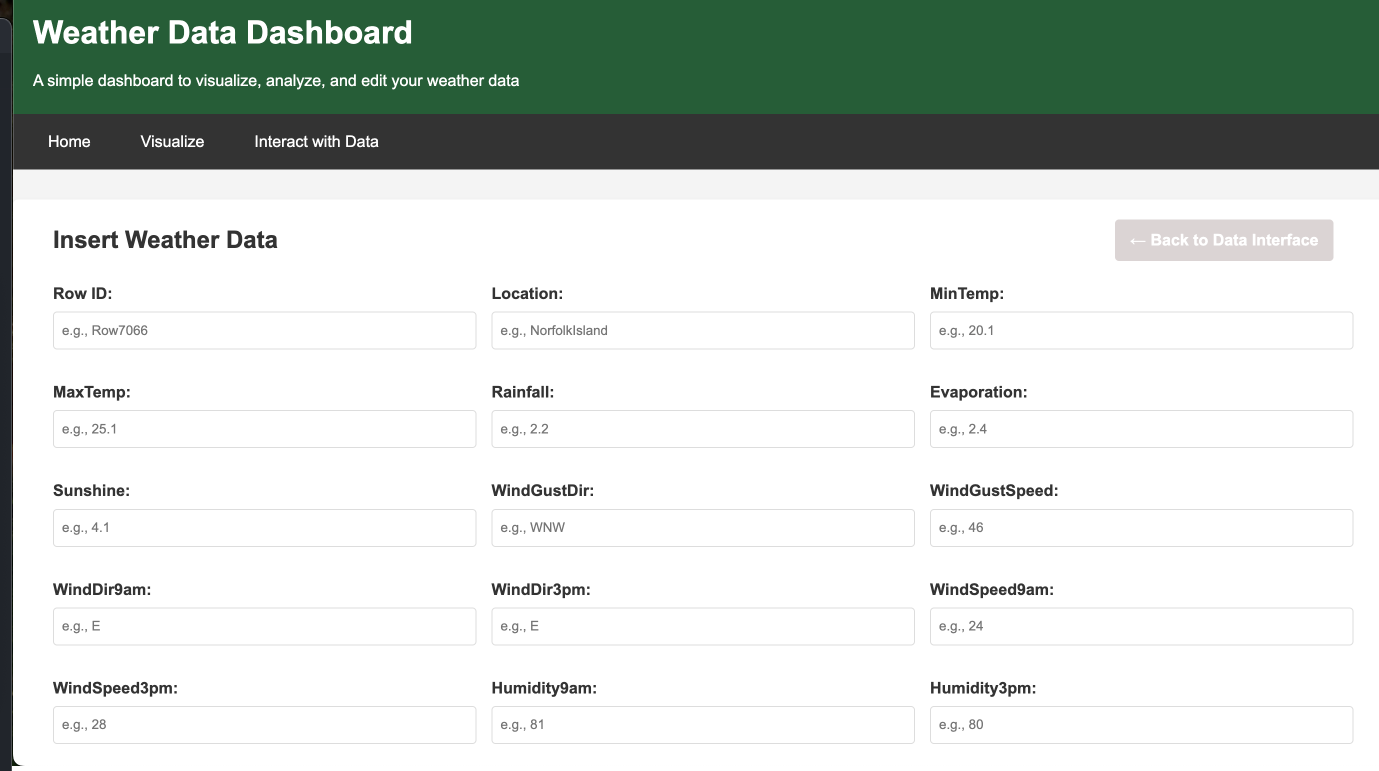 Weather Data Dashboard
A simple dashboard to visualize, analyze, and edit your weather data
Home Visualize Interact with Data
Insert Weather Data ← Back to Data Interface
Row ID: Location: MinTemp:
e.g., Row7066 e.g., NorfolkIsland e.g., 20.1
MaxTemp: Rainfall: Evaporation:
e.g., 25.1 e.g., 2.2 e.g., 2.4
Sunshine: WindGustDir: WindGustSpeed:
e.g., 4.1 e.g., WNW e.g., 46
WindDir9am: WindDir3pm: WindSpeed9am:
e.g., E e.g., E e.g., 24
WindSpeed3pm: Humidity9am: Humidity3pm:
e.g., 28 e.g., 81 e.g., 80